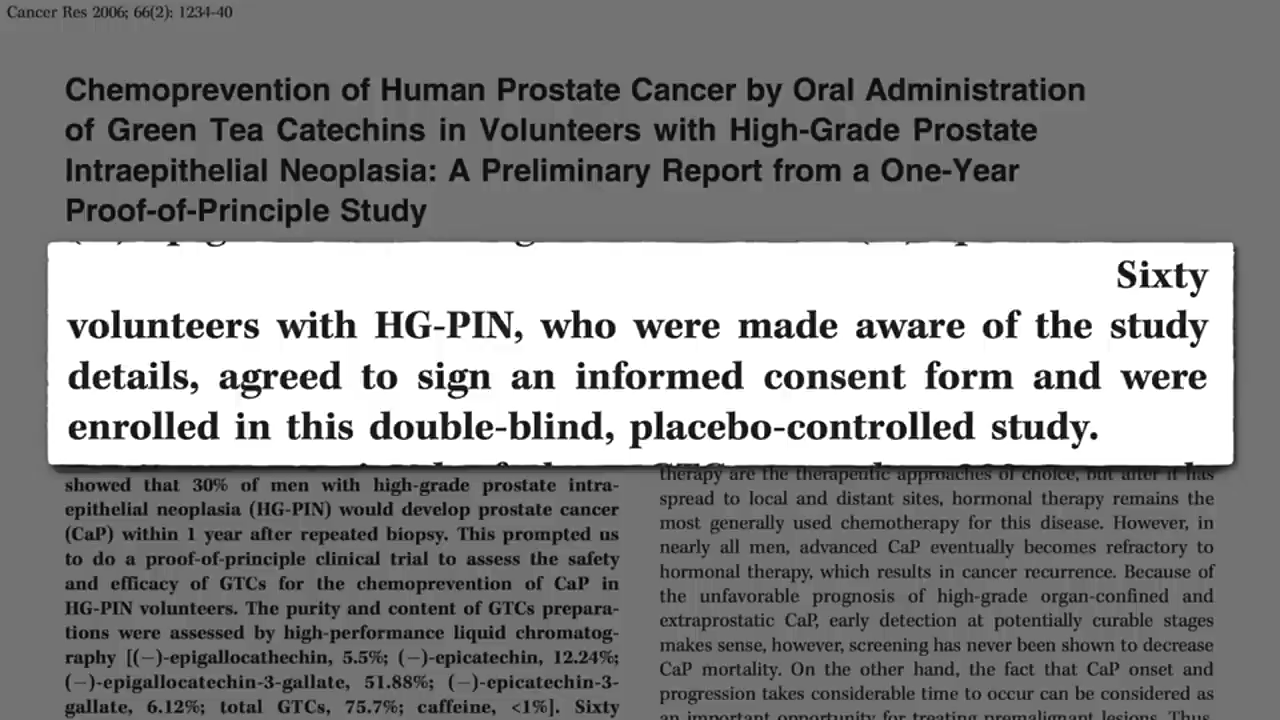 Cancer Res 2006; 66(2): 1234-40
Chemoprevention of Human Prostate Cancer by Oral Administration
of Green Tea Catechins in Volunteers with High-Grade Prostate
Intraepithelial Neoplasia: A Preliminary Report from a One-Year
Proof-of-Principle Study
Sixty
volunteers with HG-PIN, who were made aware of the study
details, agreed to sign an informed consent form and were
enrolled in this double-blind, placebo-controlled study.
showed that 30% of men with high-grade prostate intra-
epithelial neoplasia (HG-PIN) would develop prostate cancer
(CaP) within 1 year after repeated biopsy. This prompted us
to do a proof-of-principle clinical trial to assess the safety
and efficacy of GTCs for the chemoprevention of CaP in
HG-PIN volunteers. The purity and content of GTCs prepara-
tions were assessed by high-performance liquid chromatog-
raphy [(−)-epigallocathechin, 5.5%; (−)-epicatechin, 12.24%;
(−)-epigallocatechin-3-gallate, 51.88%; (−)-epicatechin-3-
gallate, 6.12%; total GTCs, 75.7%; caffeine, <1%]. Sixty
therapy are the therapeutic approaches of choice, but after it has
spread to local and distant sites, hormonal therapy remains the
most generally used chemotherapy for this disease. However, in
nearly all men, advanced CaP eventually becomes refractory to
hormonal therapy, which results in cancer recurrence. Because of
the unfavorable prognosis of high-grade organ-confined and
extraprostatic CaP, early detection at potentially curable stages
makes sense, however, screening has never been shown to decrease
CaP mortality. On the other hand, the fact that CaP onset and
progression takes considerable time to occur can be considered as
an important opportunity for treating premalignant lesions. Thus,